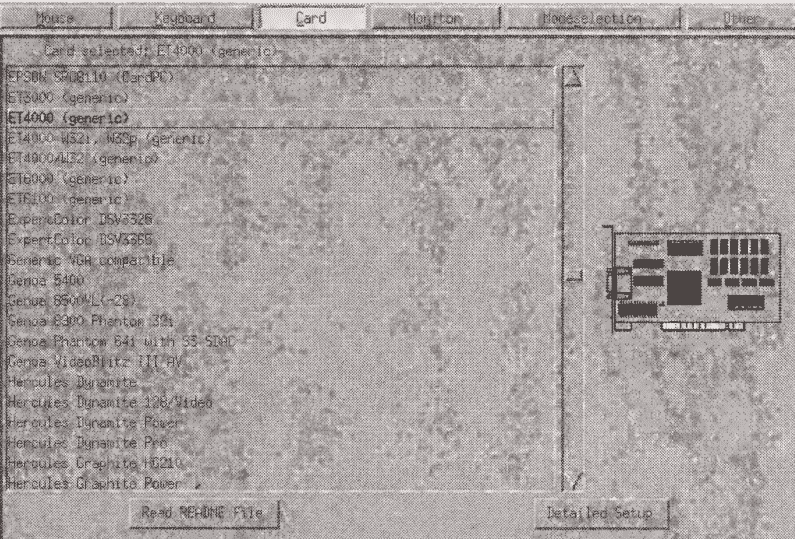 Mouse Keyboard Card Monitor Modeselection Other
Card selected: ET4000 (generic)
EPSON SPC8110 (CardPC)
ET3000 (generic)
ET4000 (generic)
ET4000 W32i, W32p (generic)
ET4000/W32 (generic)
ET6000 (generic)
ET6100 (generic)
ExpertColor DSV3325
ExpertColor DSV3365
Generic VGA compatible
Genoa 5400
Genoa 8500VL(-28)
Genoa 8900 Phantom 32i
Genoa Phantom 64i with S3 SDAC
Genoa VideoBlitz III AV
Hercules Dynamite
Hercules Dynamite 128/Video
Hercules Dynamite Power
Hercules Dynamite Pro
Hercules Graphite HG210
Hercules Graphite Power
Read README File Detailed Setup